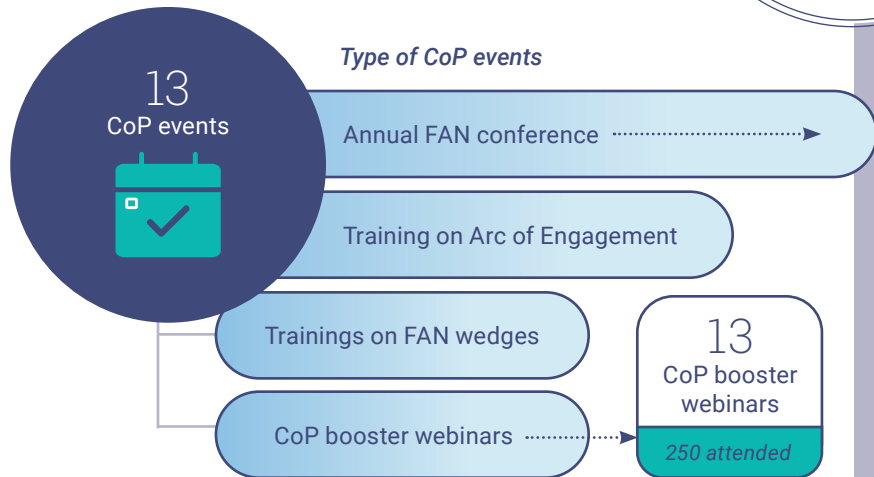 Type of CoP events
13
CoP events
Annual FAN conference
Training on Arc of Engagement
Trainings on FAN wedges
CoP booster webinars
13
CoP booster
webinars
250 attended